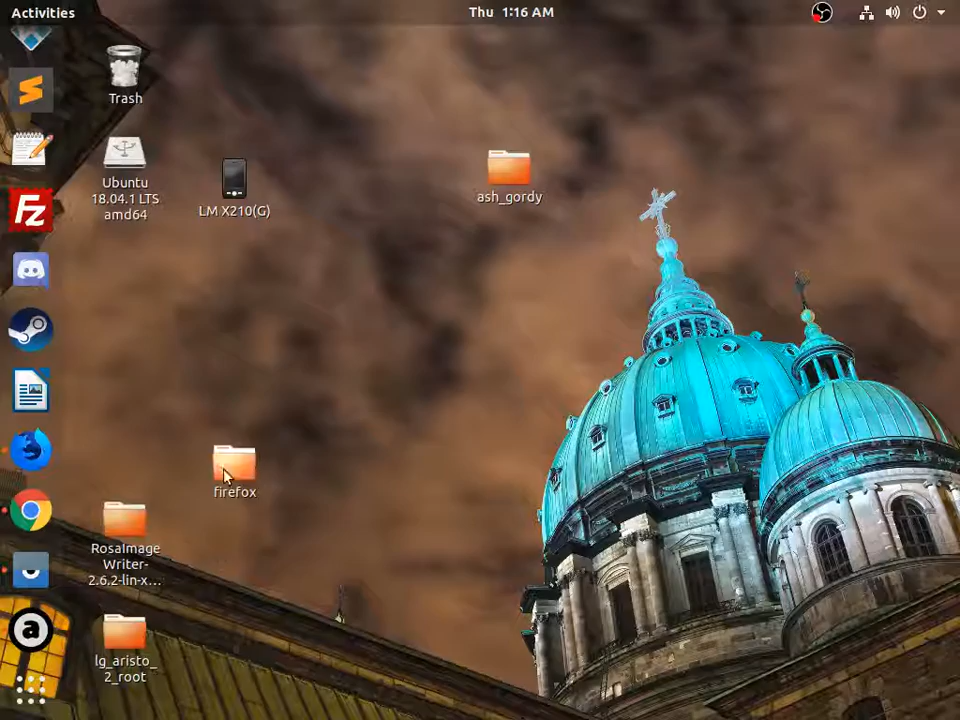 Activities
Thu 1:16 AM
Trash
Ubuntu
18.04.1 LTS
amd64
LM X210(G)
ash_gordy
firefox
RosaImage
Writer-
2.6.2-lin-x...
lg_aristo_
2_root
Fz
a